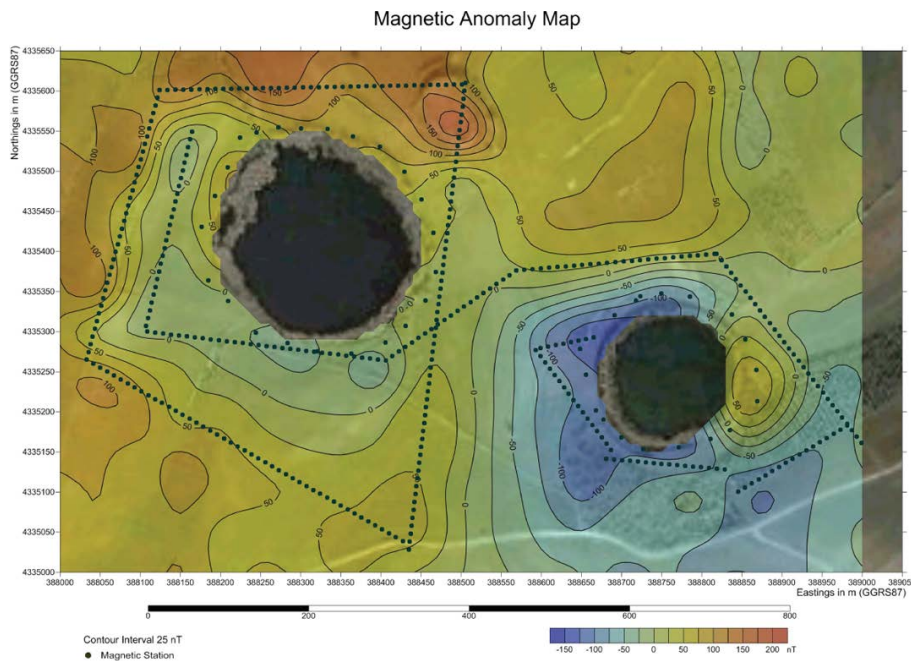 Magnetic Anomaly Map
Northings in m (GGRS87)
4335650
4335600
4335550
4335500
4335450
4335400
4335350
4335300
4335250
4335200
4335150
4335100
4335050
4335000
388000 388050 388100 388150 388200 388250 388300 388350 388400 388450 388500 388550 388600 388650 388700 388750 388800 388850 388900 388950 389000 38905
Eastings in m (GGRS87)
0 200 400 600 800
Contour Interval 25 nT
Magnetic Station
-150 -100 -50 0 50 100 150 200 nT